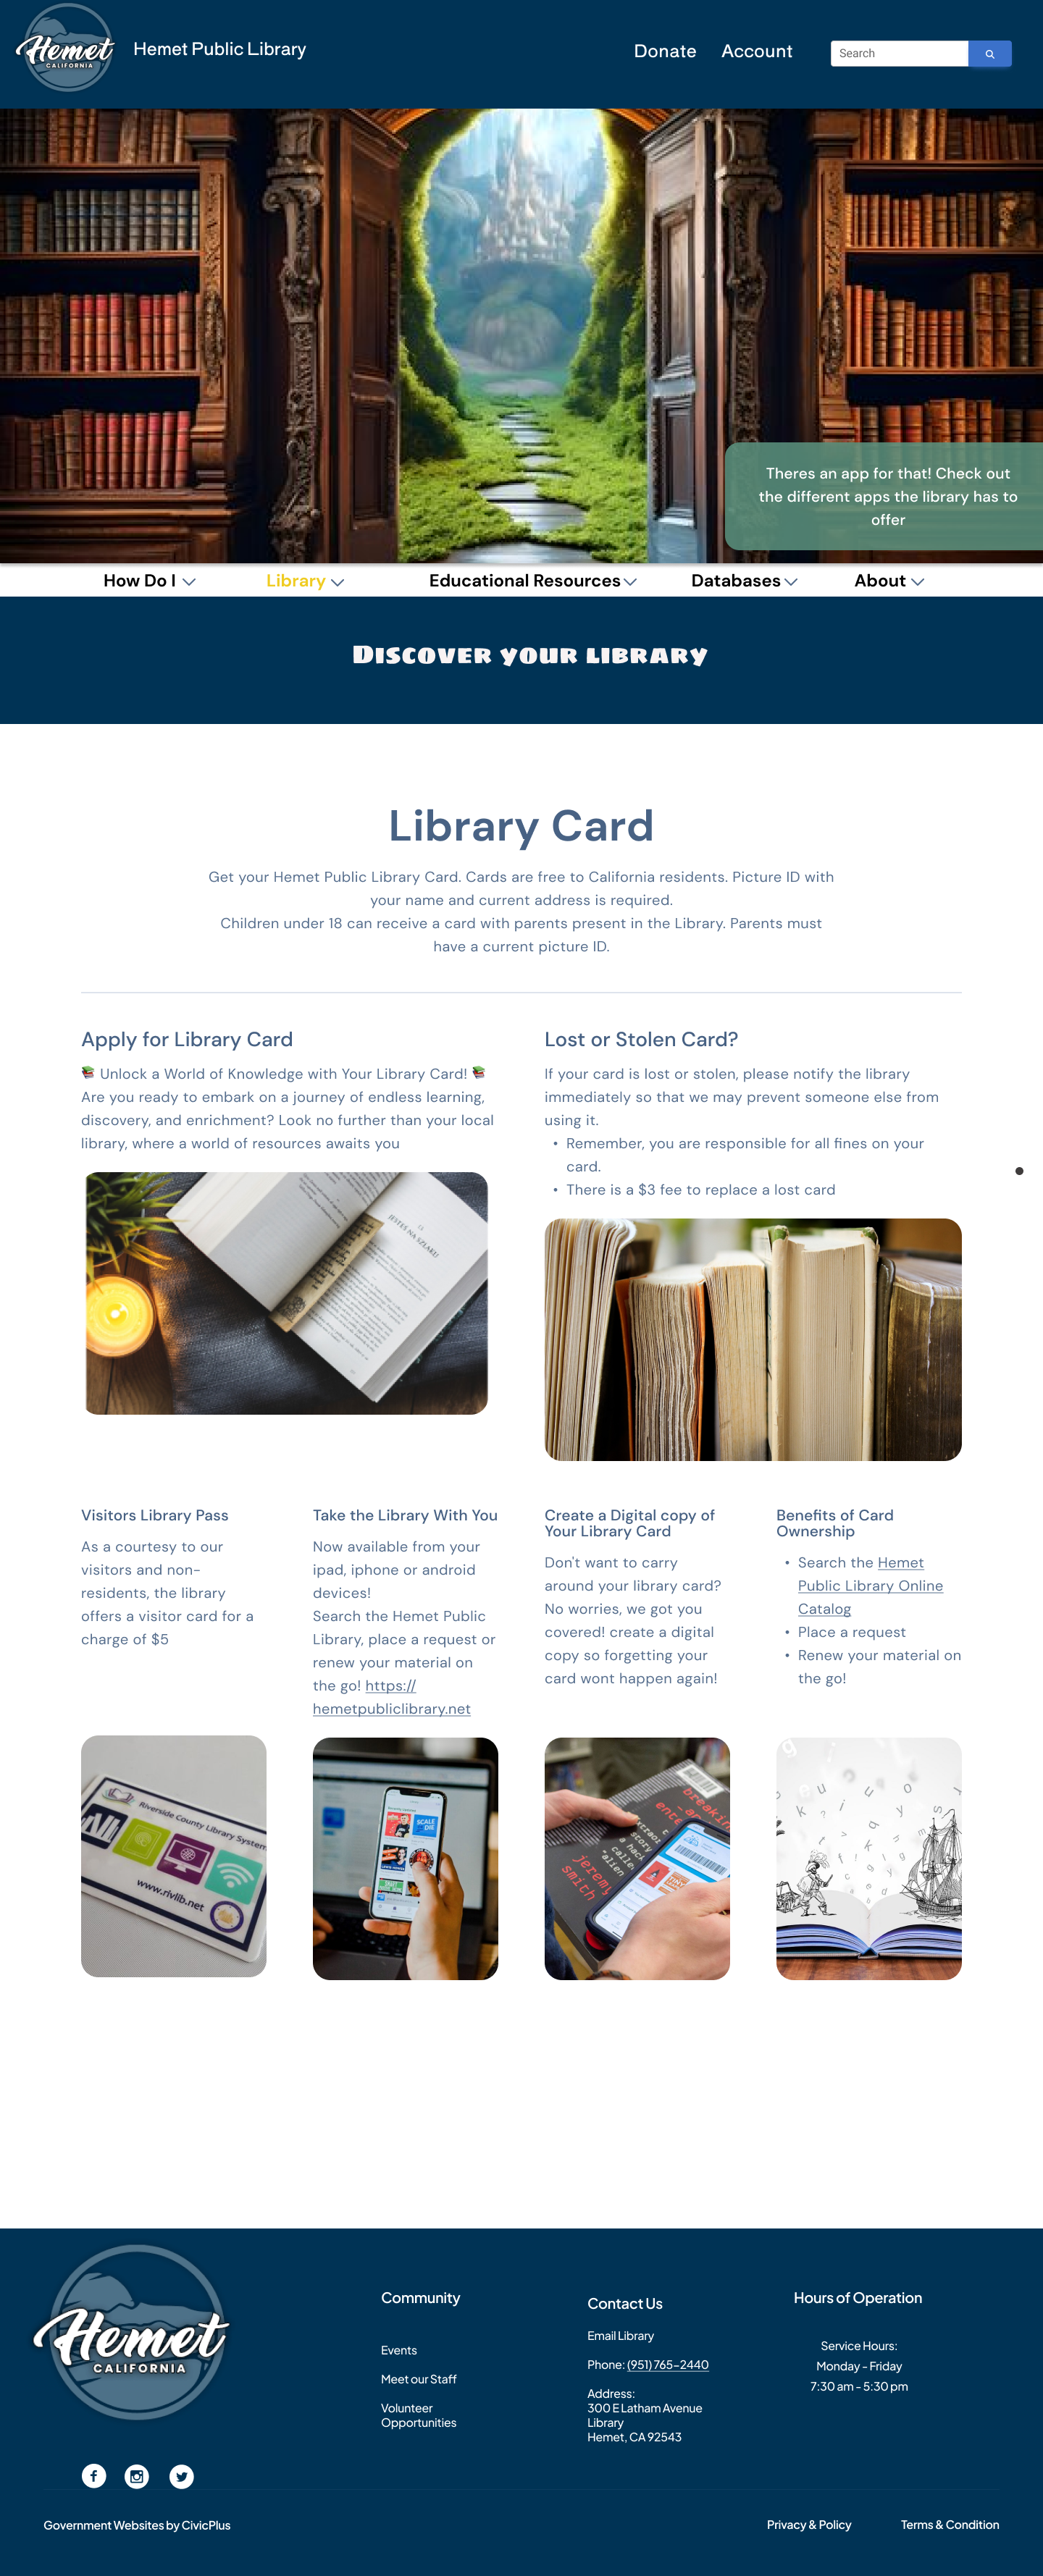 Hemet
CALIFORNIA
Hemet Public Library
Donate
Account
Search
Theres an app for that! Check out
the different apps the library has to
offer
How Do I
Library
Educational Resources
Databases
About
Discover your library
Library Card
Get your Hemet Public Library Card. Cards are free to California residents. Picture ID with
your name and current address is required.
Children under 18 can receive a card with parents present in the Library. Parents must
have a current picture ID.
Apply for Library Card
📚 Unlock a World of Knowledge with Your Library Card! 📚
Are you ready to embark on a journey of endless learning,
discovery, and enrichment? Look no further than your local
library, where a world of resources awaits you
JESTEŚ NA SZLAKU
Lost or Stolen Card?
If your card is lost or stolen, please notify the library
immediately so that we may prevent someone else from
using it.
• Remember, you are responsible for all fines on your
card.
• There is a $3 fee to replace a lost card
Visitors Library Pass
As a courtesy to our
visitors and non-
residents, the library
offers a visitor card for a
charge of $5
Riverside County Library System
www.rivlib.net
Take the Library With You
Now available from your
ipad, iphone or android
devices!
Search the Hemet Public
Library, place a request or
renew your material on
the go! https://
hemetpubliclibrary.net
SCALE
DIE
Create a Digital copy of
Your Library Card
Don't want to carry
around your library card?
No worries, we got you
covered! create a digital
copy so forgetting your
card wont happen again!
jeremy
smith
Benefits of Card
Ownership
• Search the Hemet
Public Library Online
Catalog
• Place a request
• Renew your material on
the go!
Hemet
CALIFORNIA
Community
Events
Meet our Staff
Volunteer
Opportunities
Contact Us
Email Library
Phone: (951) 765-2440
Address:
300 E Latham Avenue
Library
Hemet, CA 92543
Hours of Operation
Service Hours:
Monday - Friday
7:30 am - 5:30 pm
Government Websites by CivicPlus
Privacy & Policy
Terms & Condition